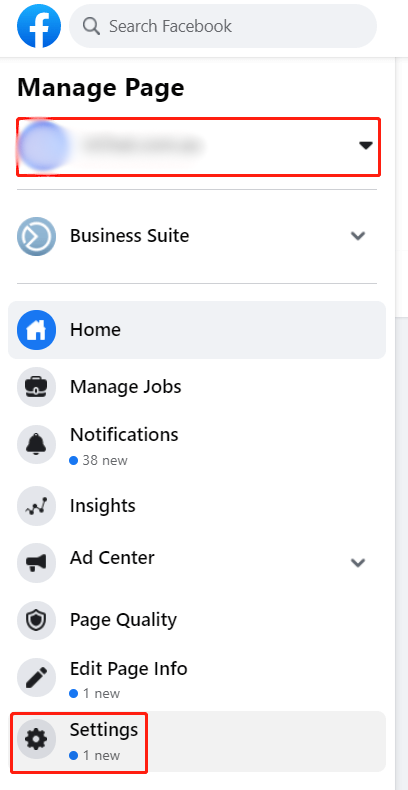 Search Facebook
Manage Page
Business Suite
Home
Manage Jobs
Notifications
38 new
Insights
Ad Center
Page Quality
Edit Page Info
1 new
Settings
1 new